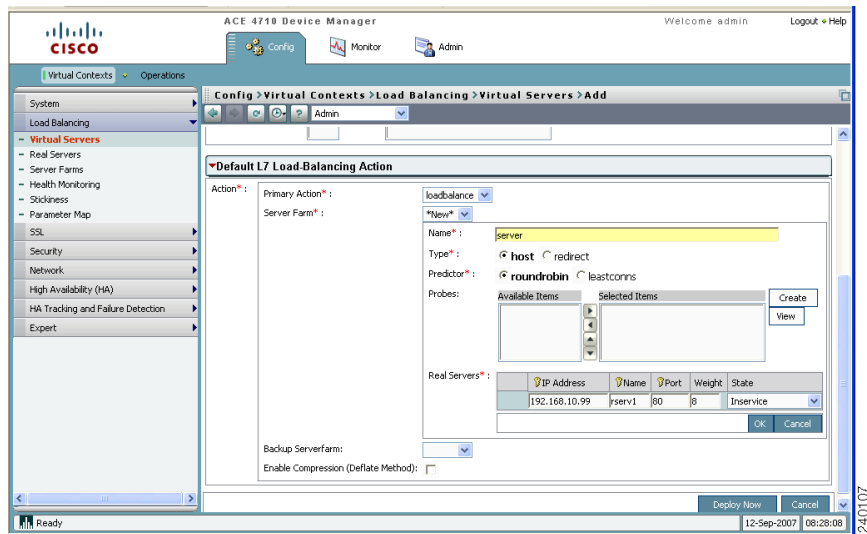 ACE 4710 Device Manager
Welcome admin
Logout
Help
CISCO
Config
Monitor
Admin
Virtual Contexts
Operations
System
Load Balancing
Virtual Servers
Real Servers
Server Farms
Health Monitoring
Stickiness
Parameter Map
SSL
Security
Network
High Availability (HA)
HA Tracking and Failure Detection
Expert
Config >Virtual Contexts >Load Balancing >Virtual Servers >Add
Admin
Default L7 Load-Balancing Action
Action* :
Primary Action* : loadbalance
Server Farm* : *New*
Name* : server
Type* : host redirect
Predictor* : roundrobin leastconns
Probes: Available Items Selected Items
Create
View
Real Servers* :
IP Address Name Port Weight State
192.168.10.99 rserv1 80 8 Inservice
OK Cancel
Backup Serverfarm:
Enable Compression (Deflate Method):
Deploy Now Cancel
Ready
12-Sep-2007 08:28:08
240107